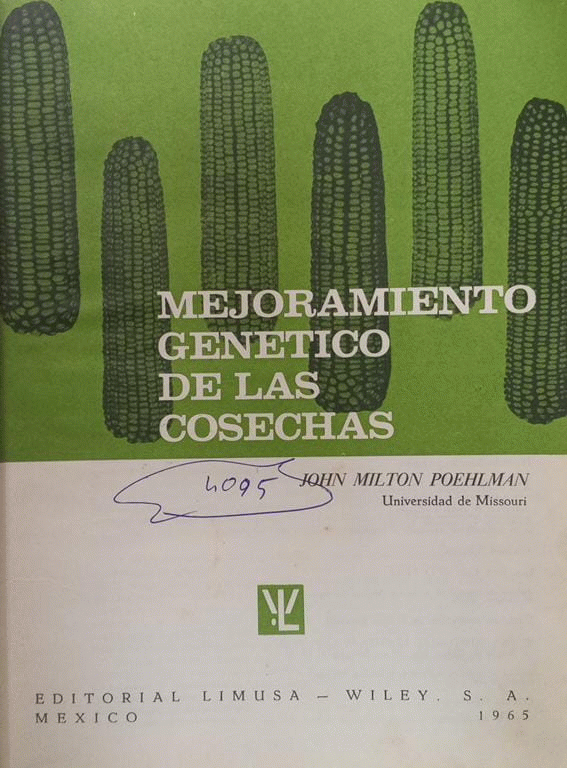 MEJORAMIENTO
GENETICO
DE LAS
COSECHAS
4095
JOHN MILTON POEHLMAN
Universidad de Missouri
EDITORIAL LIMUSA – WILEY, S. A.
MEXICO 1965